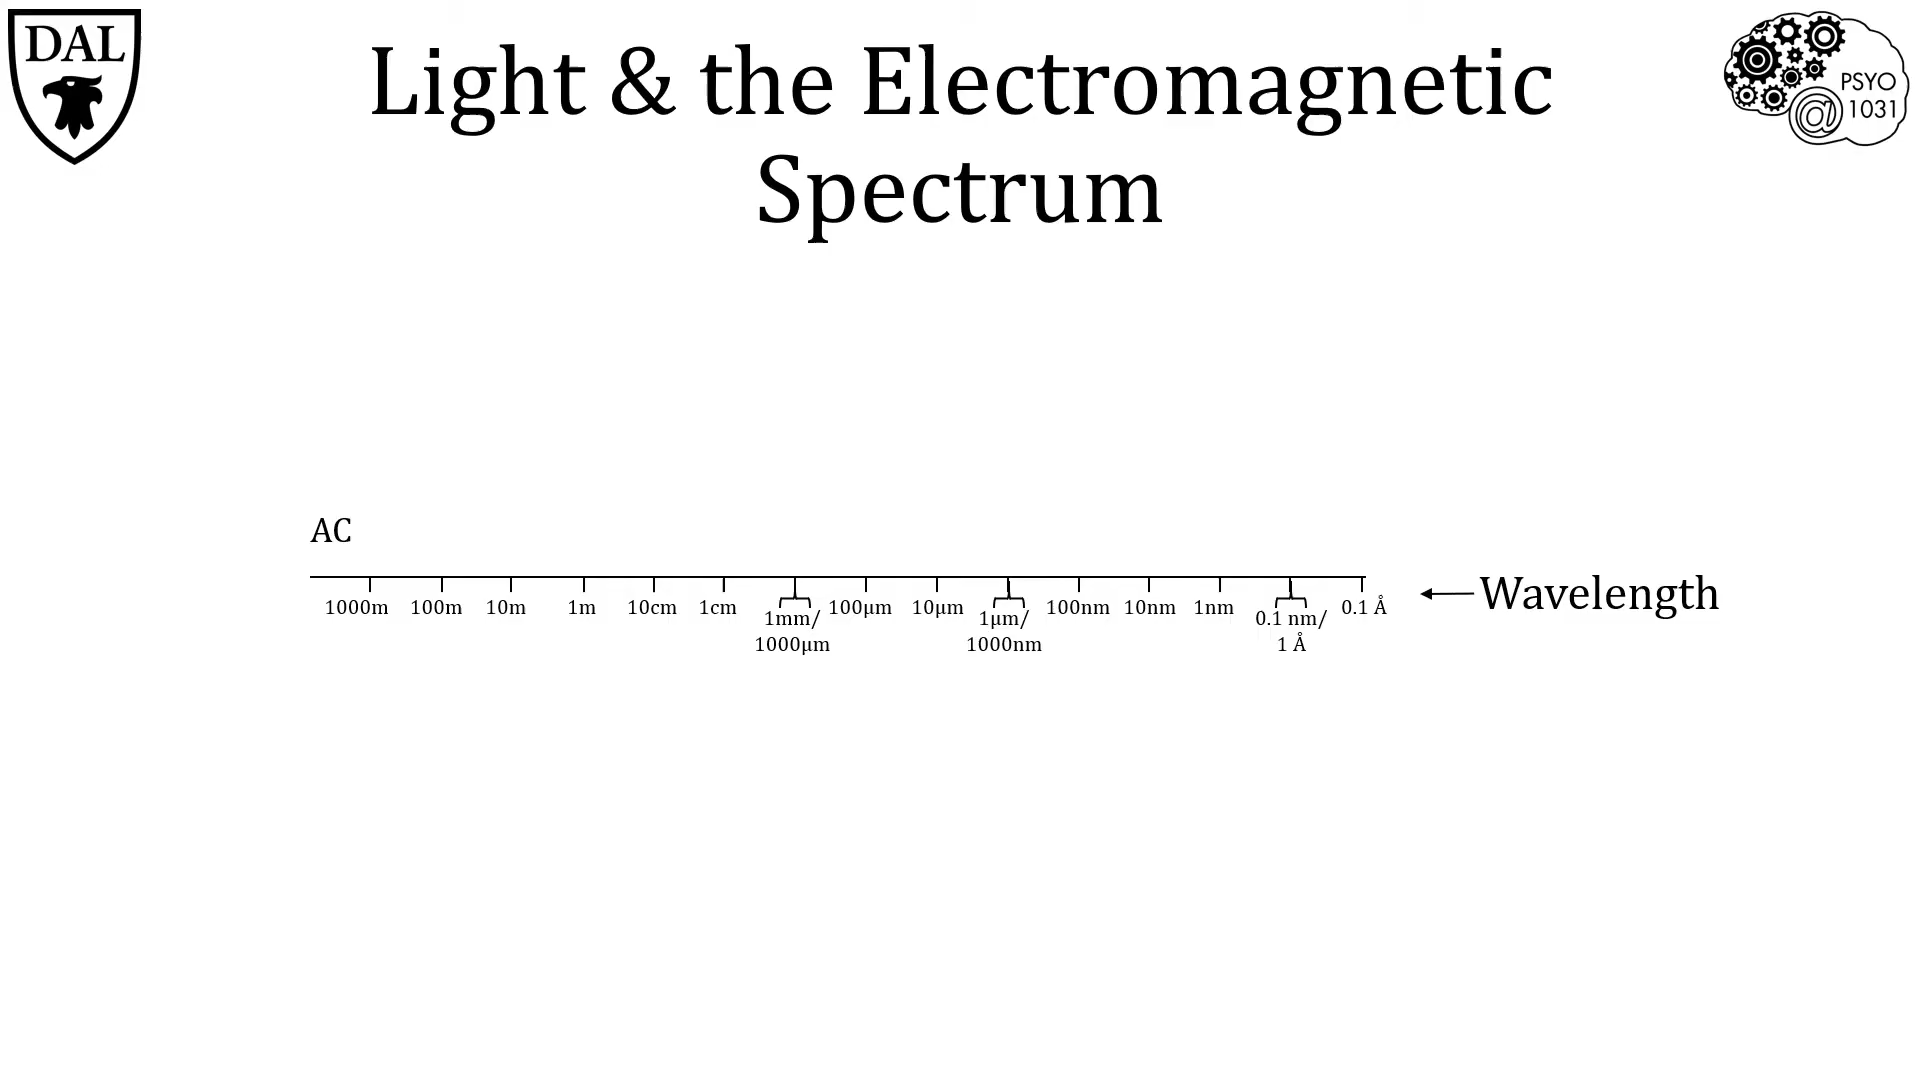 DAL
Light & the Electromagnetic
Spectrum
PSYO
@ 1031
AC
1000m 100m 10m 1m 10cm 1cm 1mm/ 100μm 10μm 1μm/ 100nm 10nm 1nm 0.1 nm/ 0.1 Å
1000μm 1000nm 1 Å
Wavelength